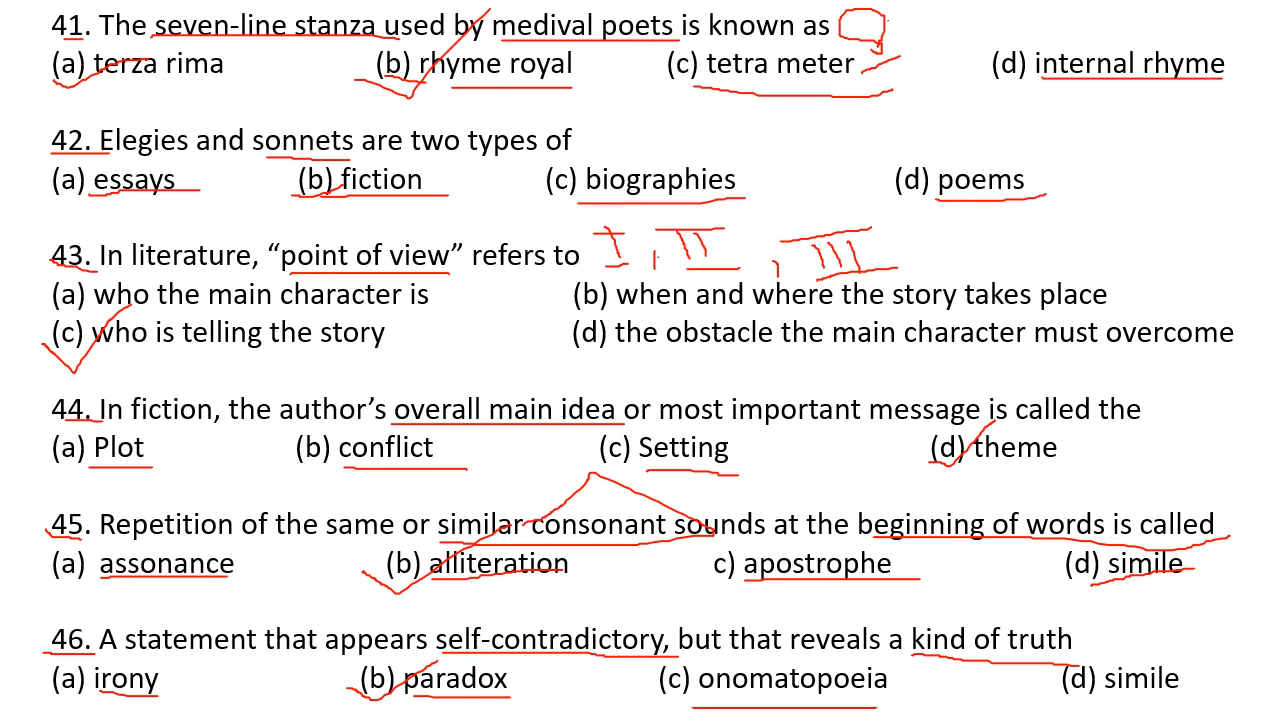 41. The seven-line stanza used by medival poets is known as
(a) terza rima (b) rhyme royal (c) tetra meter (d) internal rhyme
42. Elegies and sonnets are two types of
(a) essays (b) fiction (c) biographies (d) poems
43. In literature, “point of view” refers to I , II , III
(a) who the main character is (b) when and where the story takes place
(c) who is telling the story (d) the obstacle the main character must overcome
44. In fiction, the author’s overall main idea or most important message is called the
(a) Plot (b) conflict (c) Setting (d) theme
45. Repetition of the same or similar consonant sounds at the beginning of words is called
(a) assonance (b) alliteration c) apostrophe (d) simile
46. A statement that appears self-contradictory, but that reveals a kind of truth
(a) irony (b) paradox (c) onomatopoeia (d) simile